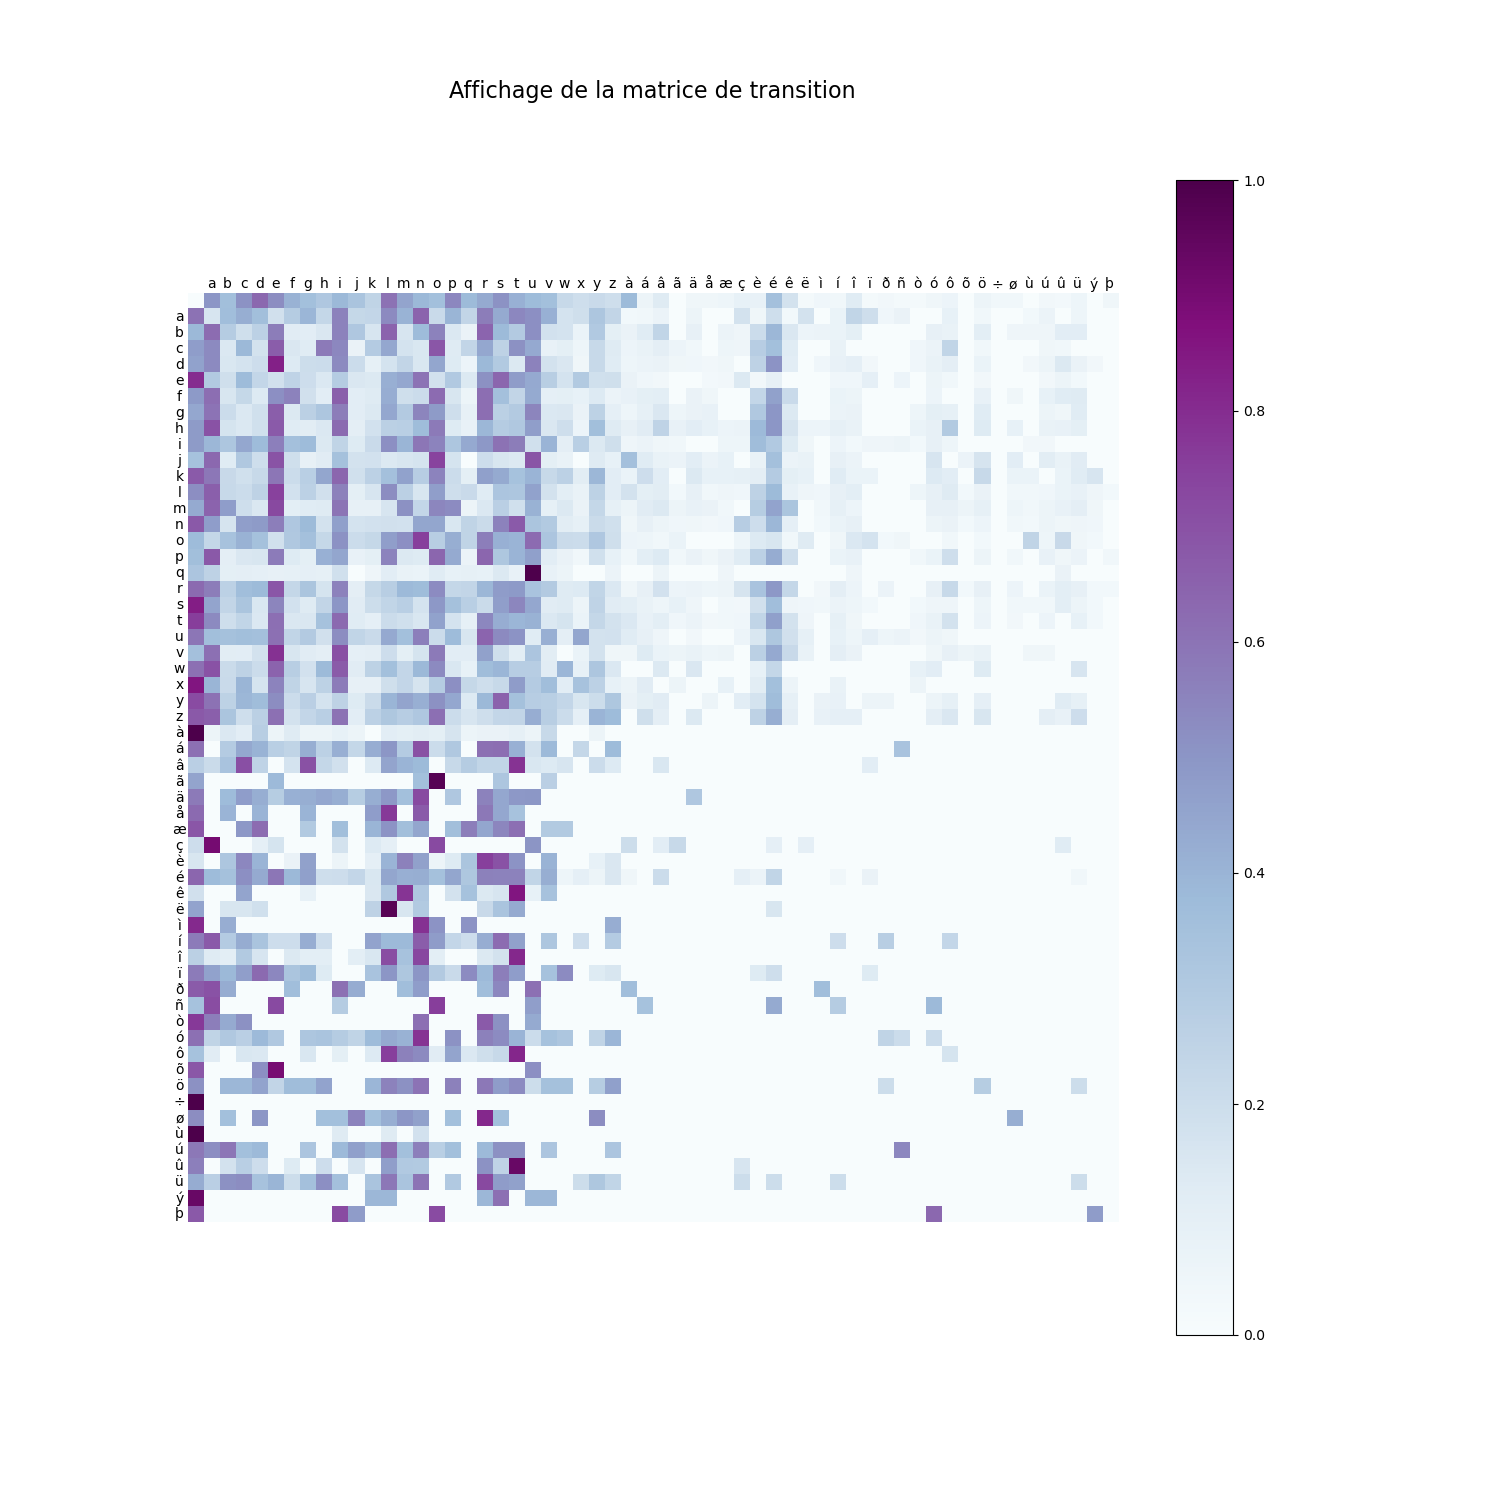 Affichage de la matrice de transition
a b c d e f g h i j k l m n o p q r s t u v w x y z à á â ã ä å æ ç è é ê ë ì í î ï ð ñ ò ó ô õ ö ÷ ø ù ú û ü ý þ
a
b
c
d
e
f
g
h
i
j
k
l
m
n
o
p
q
r
s
t
u
v
w
x
y
z
à
á
â
ã
ä
å
æ
ç
è
é
ê
ë
ì
í
î
ï
ð
ñ
ò
ó
ô
õ
ö
÷
ø
ù
ú
û
ü
ý
þ
1.0
0.8
0.6
0.4
0.2
0.0